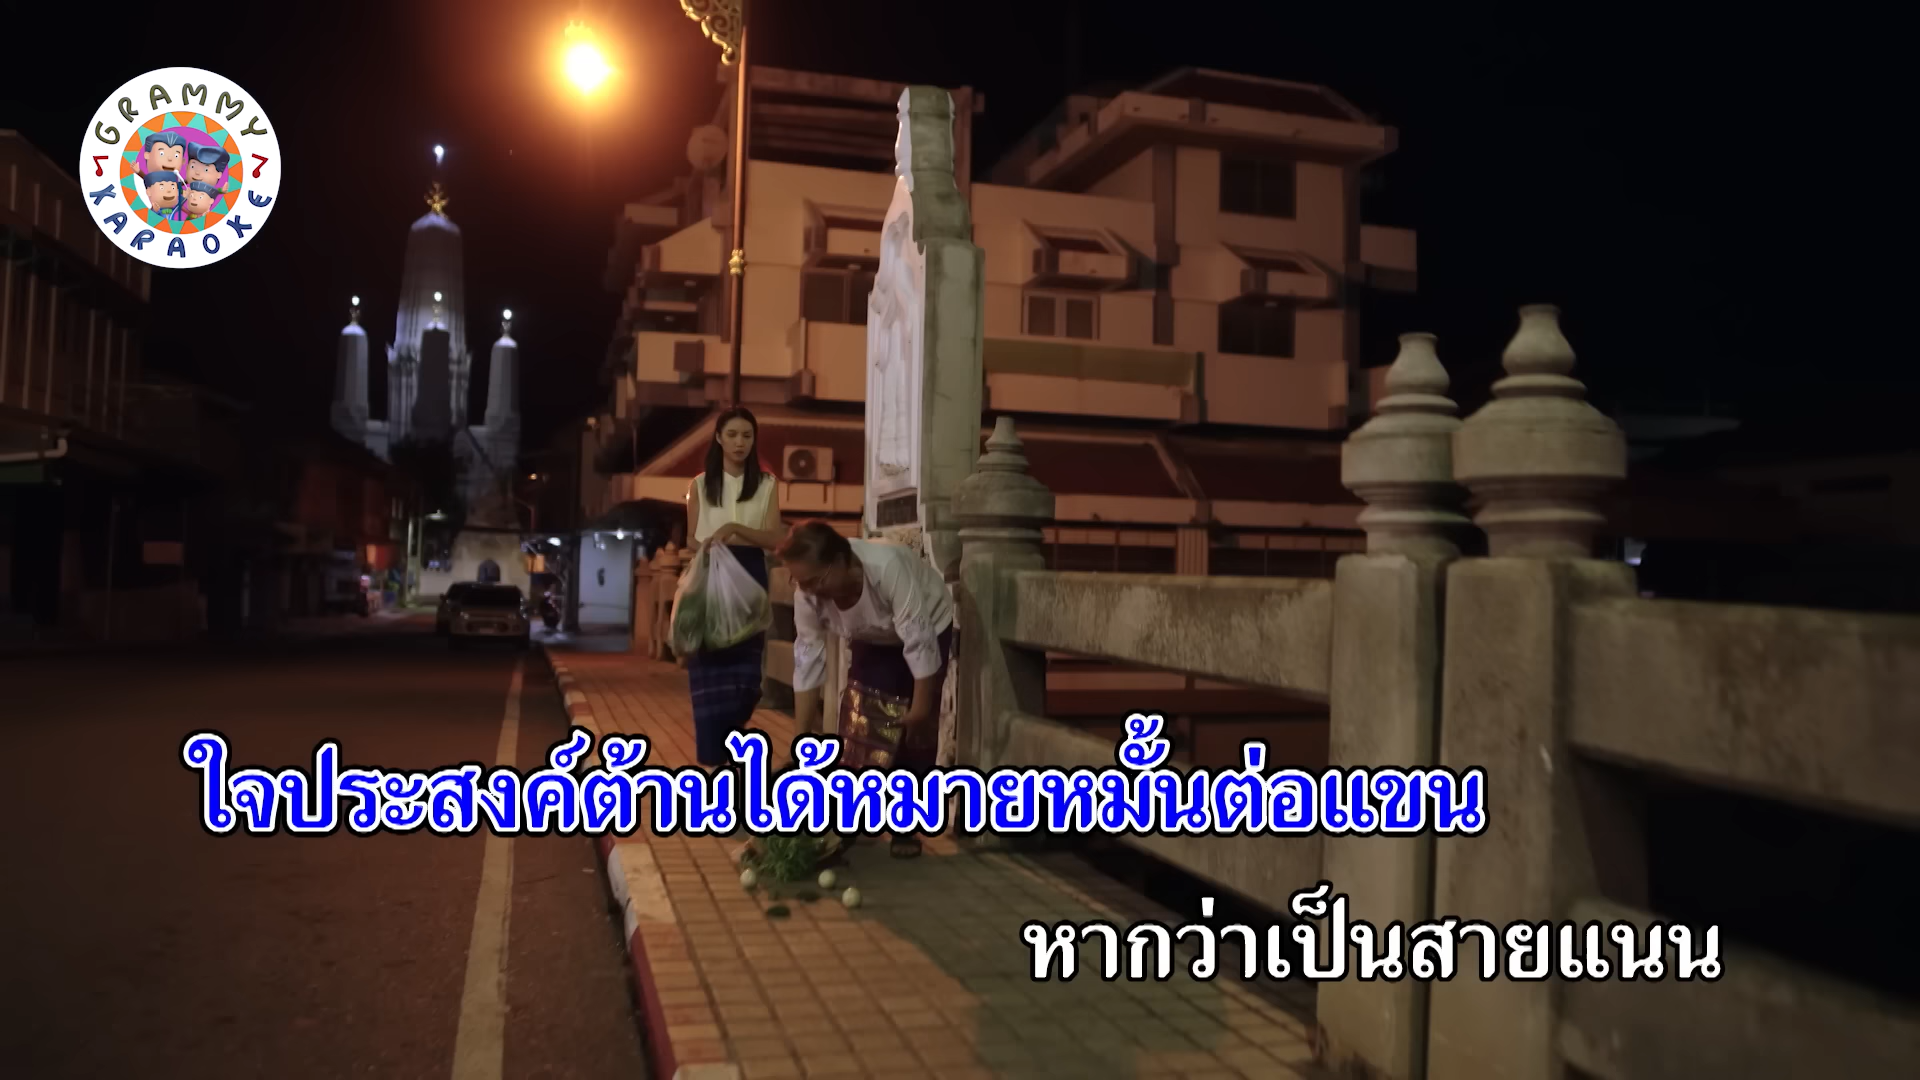 GRAMMY
KARAOKE
ใจประสงค์ต้านได้หมายหมั้นต่อแขน
หากว่าเป็นสายแนน